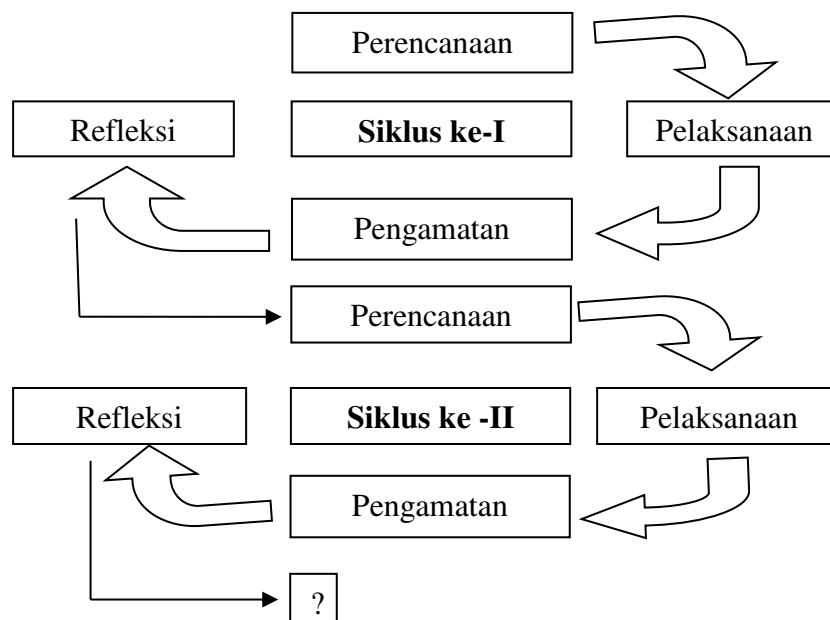 Perencanaan
Refleksi
Siklus ke-I
Pelaksanaan
Pengamatan
Perencanaan
Refleksi
Siklus ke -II
Pelaksanaan
Pengamatan
?